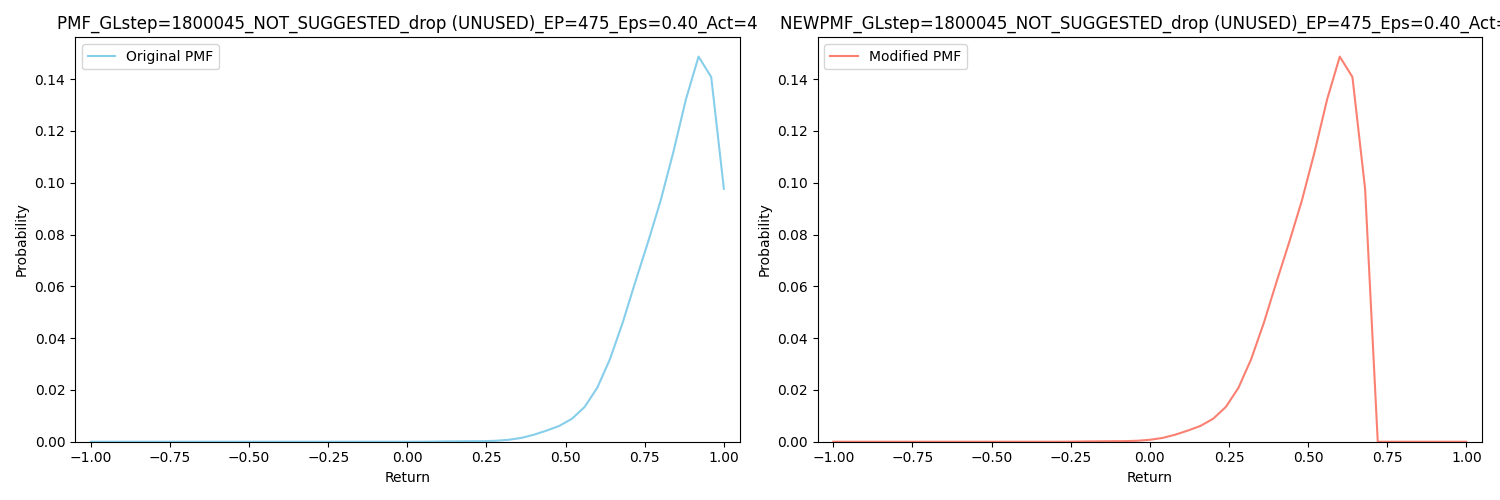 PMF_GLstep=1800045_NOT_SUGGESTED_drop (UNUSED)_EP=475_Eps=0.40_Act=4
Original PMF
0.14
0.12
0.10
0.08
0.06
0.04
0.02
0.00
Probability
−1.00 −0.75 −0.50 −0.25 0.00 0.25 0.50 0.75 1.00
Return
NEWPMF_GLstep=1800045_NOT_SUGGESTED_drop (UNUSED)_EP=475_Eps=0.40_Act=
Modified PMF
0.14
0.12
0.10
0.08
0.06
0.04
0.02
0.00
Probability
−1.00 −0.75 −0.50 −0.25 0.00 0.25 0.50 0.75 1.00
Return